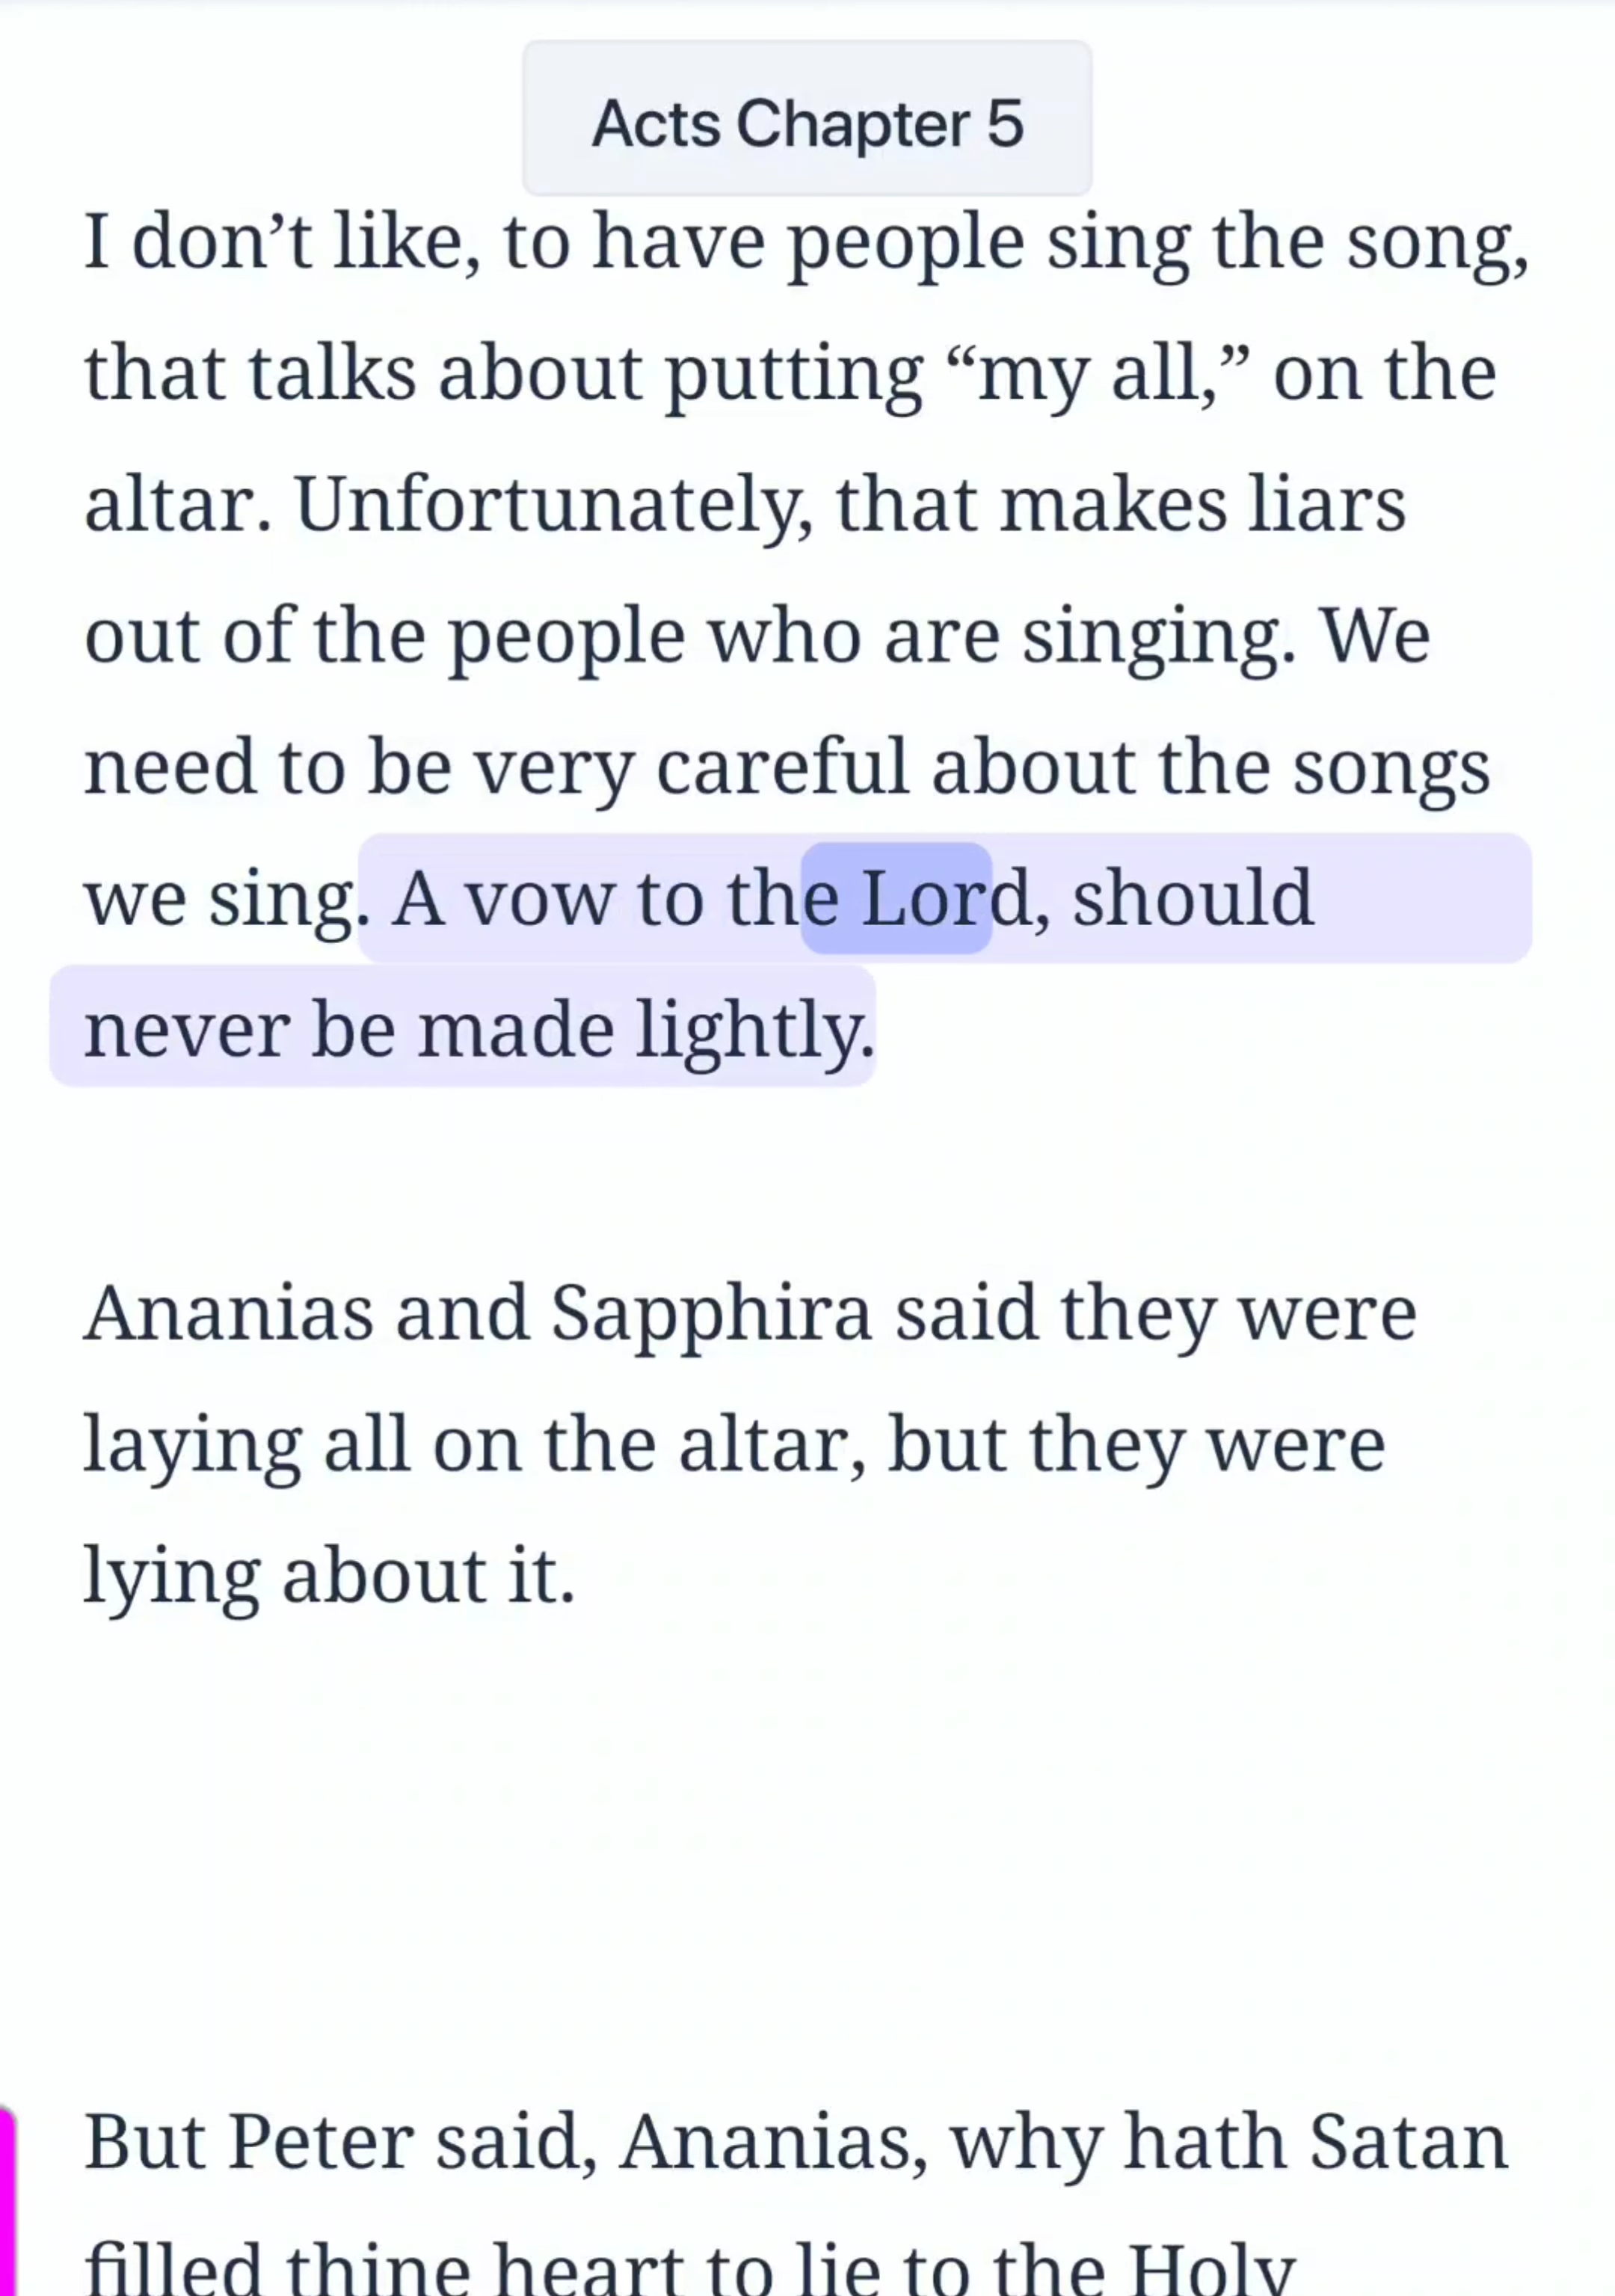 Acts Chapter 5
I don’t like, to have people sing the song,
that talks about putting “my all,” on the
altar. Unfortunately, that makes liars
out of the people who are singing. We
need to be very careful about the songs
we sing. A vow to the Lord, should
never be made lightly.
Ananias and Sapphira said they were
laying all on the altar, but they were
lying about it.
But Peter said, Ananias, why hath Satan
filled thine heart to lie to the Holy